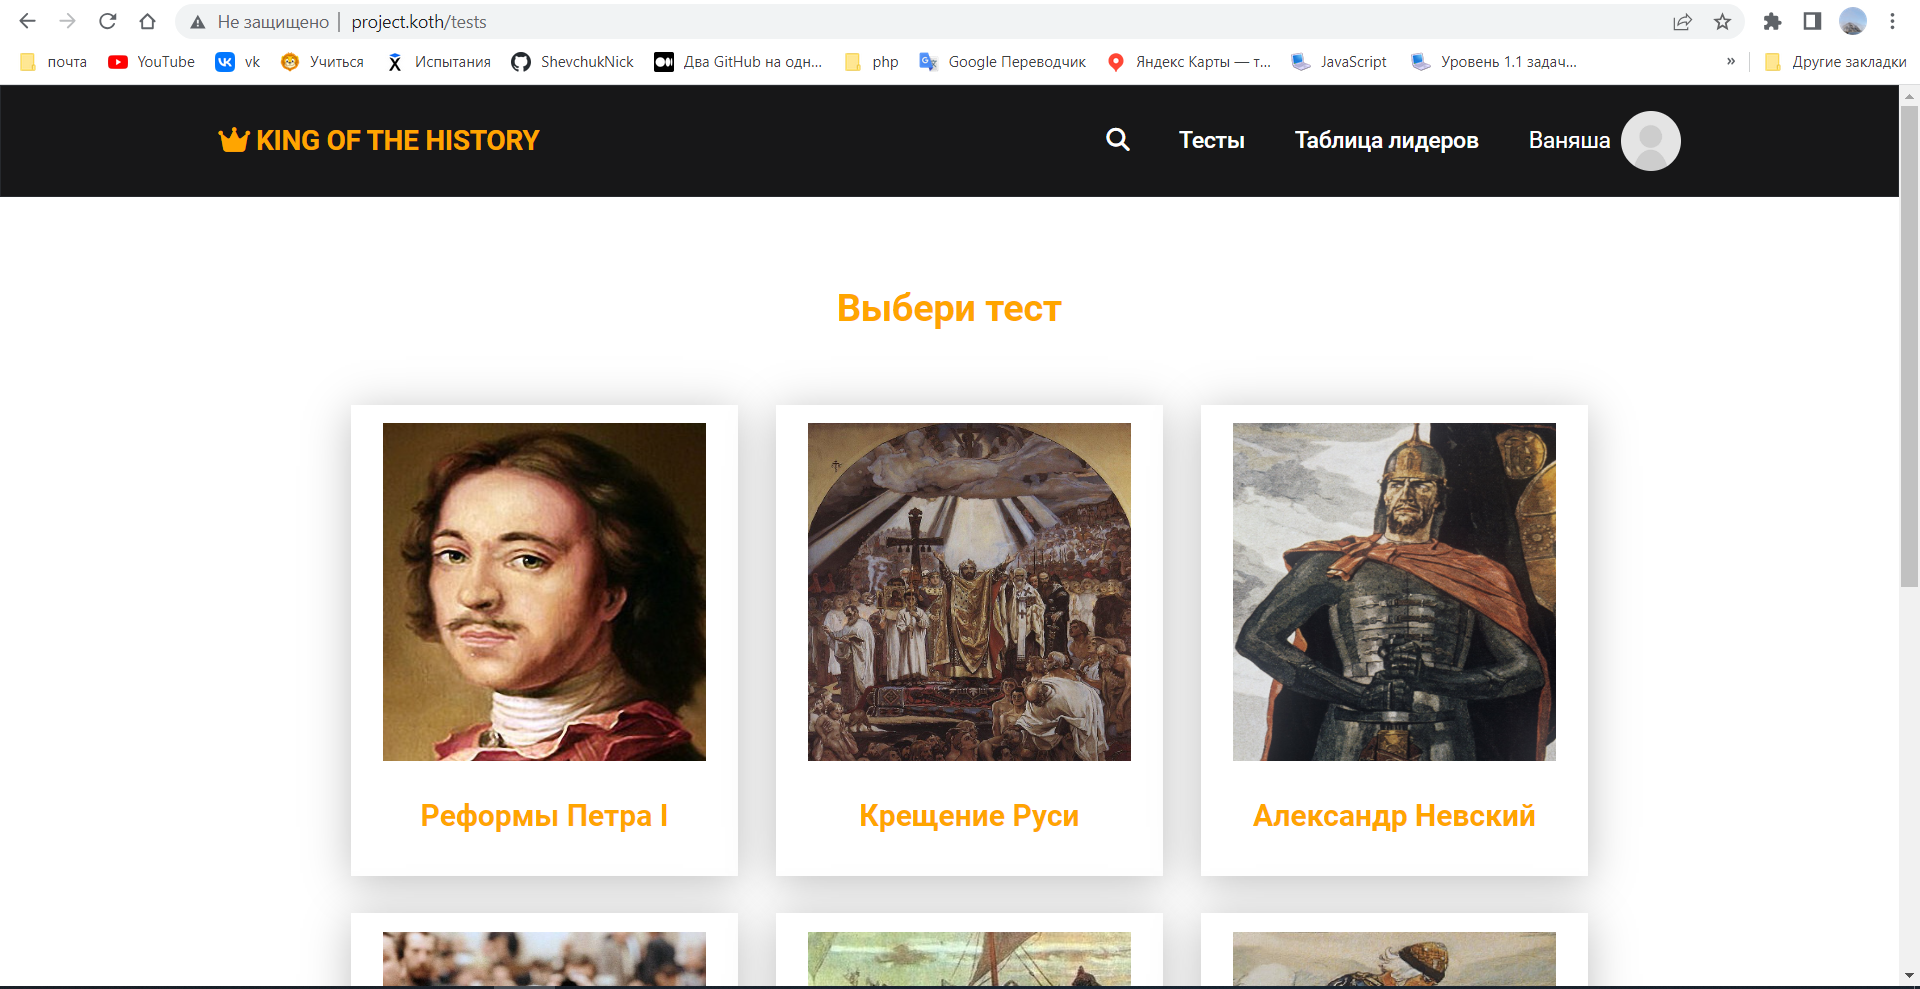 Не защищено | project.koth/tests
почта YouTube vk Учиться Испытания ShevchukNick Два GitHub на одн... php Google Переводчик Яндекс Карты — т... JavaScript Уровень 1.1 задач... » Другие закладки
KING OF THE HISTORY Тесты Таблица лидеров Ваняша
Выбери тест
Реформы Петра I Крещение Руси Александр Невский